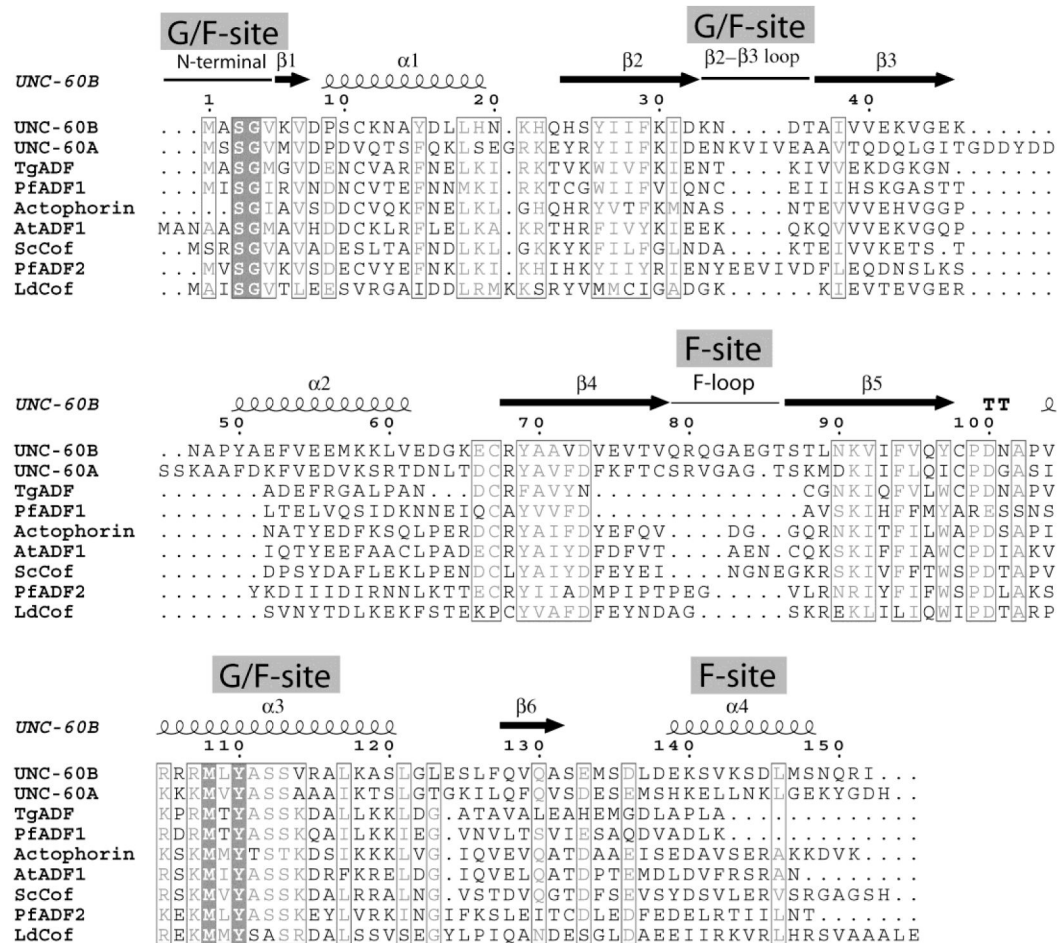 G/F-site G/F-site
N-terminal β1 α1 β2 β2–β3 loop β3
UNC-60B
1 10 20 30 40
UNC-60B ...MASGVKVDPSCKNAYDLLHN.KHQHSYIIFKIDKN....DTAIVVEKVGEK.......
UNC-60A ...MSSGVMVDPDVQTSFQKLSEGRKEYRYIIFKIDENKVIVEAAVTQDQLGITGDDYDD
TgADF ...MASGMGVDENCVARFNELKI.RKTVKWIVFKIENT....KIVVEKDGKGN.......
PfADF1 ...MISGIRVNDNCVTEFNNMKI.RKTCGWIIFVIQNC....EIIIHSKGASTT......
Actophorin .....SGIAVSDDCVQKFNELKL.GHQHRYVTFKMNAS....NTEVVVEHVGGP......
AtADF1 MANAASGMAVHDDCKLRFLELKA.KRTHRFIVYKIEEK....QKQVVVEKVGQP......
ScCof ..MSRSGVAVADESLTAFNDLKL.GKKYKFILFGLNDA....KTEIVVKETS.T......
PfADF2 ...MVSGVKVSDECVYEFNKLKI.KHIHKYIIYRIENYEEVIVDFLEQDNSLKS......
LdCof ..MAISGVTLEESVRGAIDDLRMKKSRYVMMCIGADGK......KIEVTEVGER......
F-site
α2 β4 F-loop β5 TT
UNC-60B
50 60 70 80 90 100
UNC-60B ..NAPYAEFVEEMKKLVEDGKECRYAAVDVEVTVQRQGAEGTSTLNKVIFVQYCPDNAPV
UNC-60A SSKAAFDKFVEDVKSRTDNLTDCRYAVFDFKFTCSRVGAG.TSKMDKIIFLQICPDGASI
TgADF .......ADEFRGALPAN...DCRFAVYN..............CGNKIQFVLWCPDNAPV
PfADF1 .......LTELVQSIDKNNEIQCAYVVFD..............AVSKIHFFMYARESSNS
Actophorin .......NATYEDFKSQLPERDCRYAIFDYEFQV....DG..GQRNKITFILWAPDSAPI
AtADF1 .......IQTYEEFAACLPADECRYAIYDFDFVT....AEN.CQKSKIFFIAWCPDIAKV
ScCof .......DPSYDAFLEKLPENDCLYAIYDFEYEI....NGNEGKRSKIVFFTWSPDTAPV
PfADF2 ......YKDIIIDIRNNLKTTECRYIIADMPIPTPEG.....VLRNRIYFIFWSPDLAKS
LdCof .......SVNYTDLKEKFSTEKPCYVAFDFEYNDAG......SKREKLILIQWIPDTARP
G/F-site F-site
α3 β6 α4
UNC-60B
110 120 130 140 150
UNC-60B RRRMLYASSVRALKASLGLESLFQVQASEMSDLDEKSVKSDLMSNQRI...
UNC-60A KKKMVYASSAAAIKTSLGTGKILQFQVSDESEMSHKELLNKLGEKYGDH..
TgADF KPRMTYASSKDALLKKLDG.ATAVALEAHEMGDLAPLA.............
PfADF1 RDRMTYASSKQAILKKIEG.VNVLTSVIESAQDVADLK.............
Actophorin KSKMMYTSTKDSIKKKLVG.IQVEVQATDAAEISEDAVSERAKKDVK....
AtADF1 RSKMIYASSKDRFKRELDG.IQVELQATDPTEMDLDVFRSRAN........
ScCof RSKMVYASSKDALRRALNG.VSTDVQGTDFSEVSYDSVLERVSRGAGSH..
PfADF2 KEKMLYASSKEYLVRKINGIFKSLEITCDLEDFEDELRTIILNT.......
LdCof REKMMYSASRDALSSVSEGYLPIQANDESGLDAEEIIRKVRLHRSVAAALE